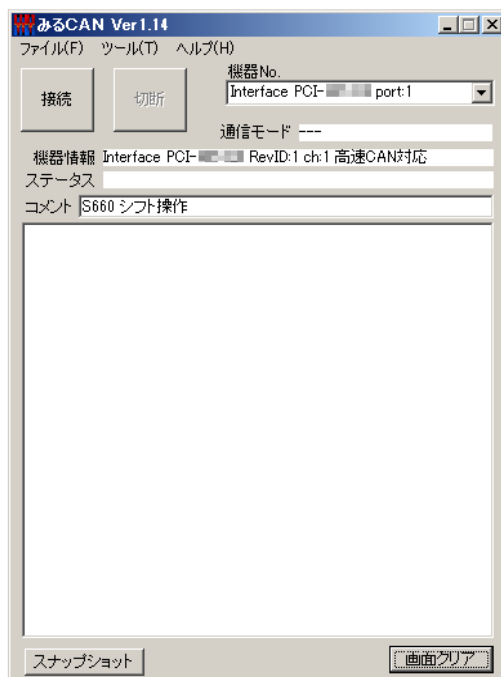 みるCAN Ver1.14
ファイル(F) ツール(T) ヘルプ(H)
機器No.
接続 切断 Interface PCI- port:1
通信モード ---
機器情報 Interface PCI- RevID:1 ch:1 高速CAN対応
ステータス
コメント S660 シフト操作
スナップショット 画面クリア